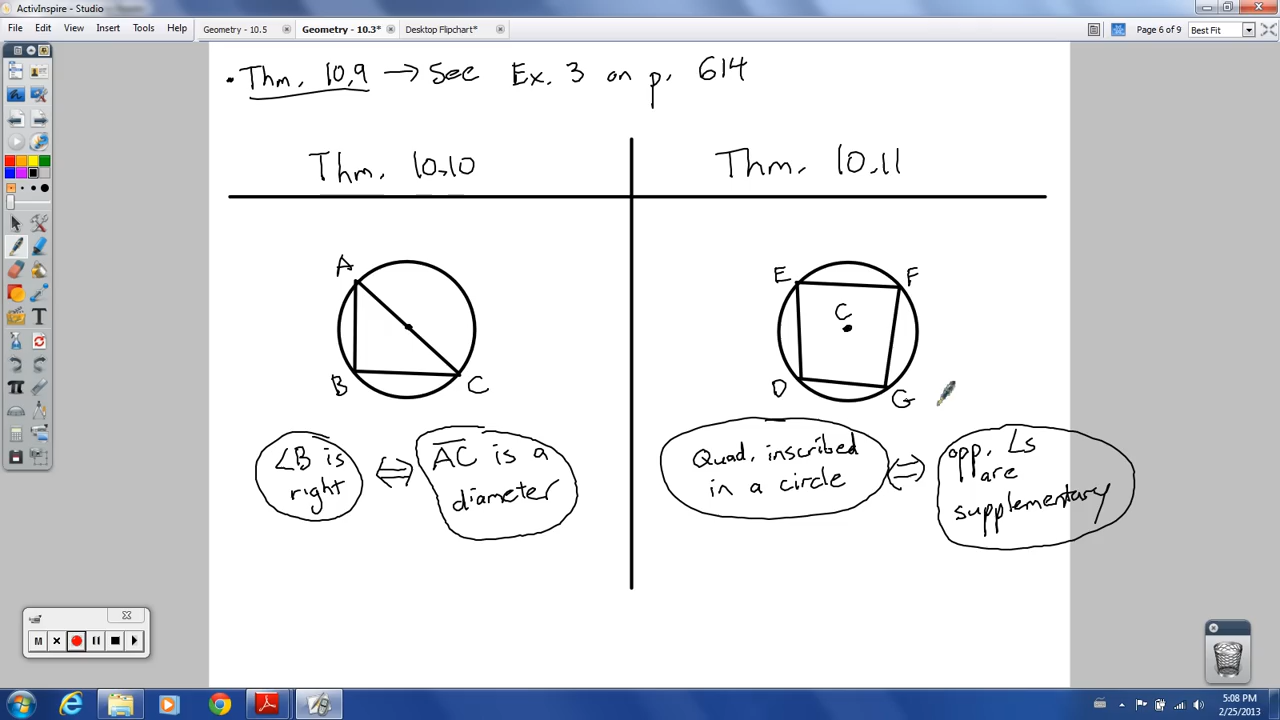 ActivInspire - Studio
File Edit View Insert Tools Help
Geometry - 10.5
Geometry - 10.3*
Desktop Flipchart*
Page 6 of 9
Best Fit
• Thm. 10.9 → See Ex. 3 on p. 614
Thm. 10.10
A
B
C
∠B is
right
⇔
AC is a
diameter
Thm. 10.11
E
F
C
D
G
Quad. inscribed
in a circle
⇔
opp. ∠s
are
supplementary
M
5:08 PM
2/25/2013